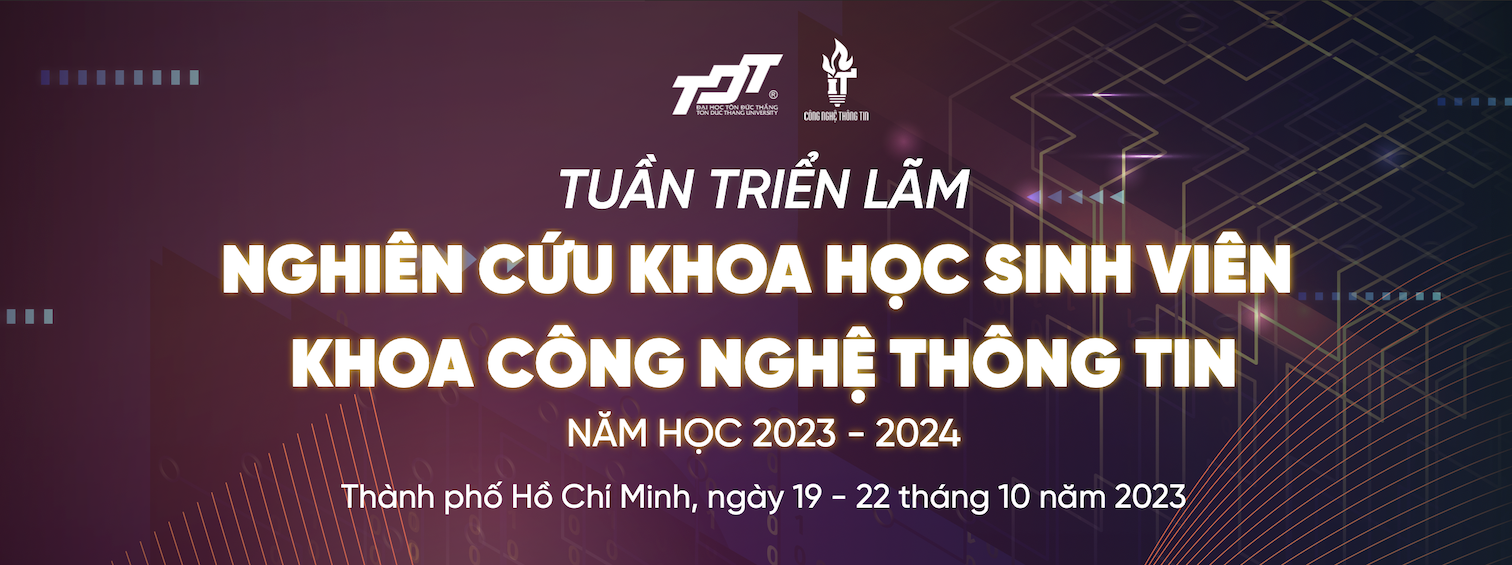 TDT
®
ĐẠI HỌC TÔN ĐỨC THẮNG
TON DUC THANG UNIVERSITY
iT
CÔNG NGHỆ THÔNG TIN
TUẦN TRIỂN LÃM
NGHIÊN CỨU KHOA HỌC SINH VIÊN
KHOA CÔNG NGHỆ THÔNG TIN
NĂM HỌC 2023 - 2024
Thành phố Hồ Chí Minh, ngày 19 - 22 tháng 10 năm 2023